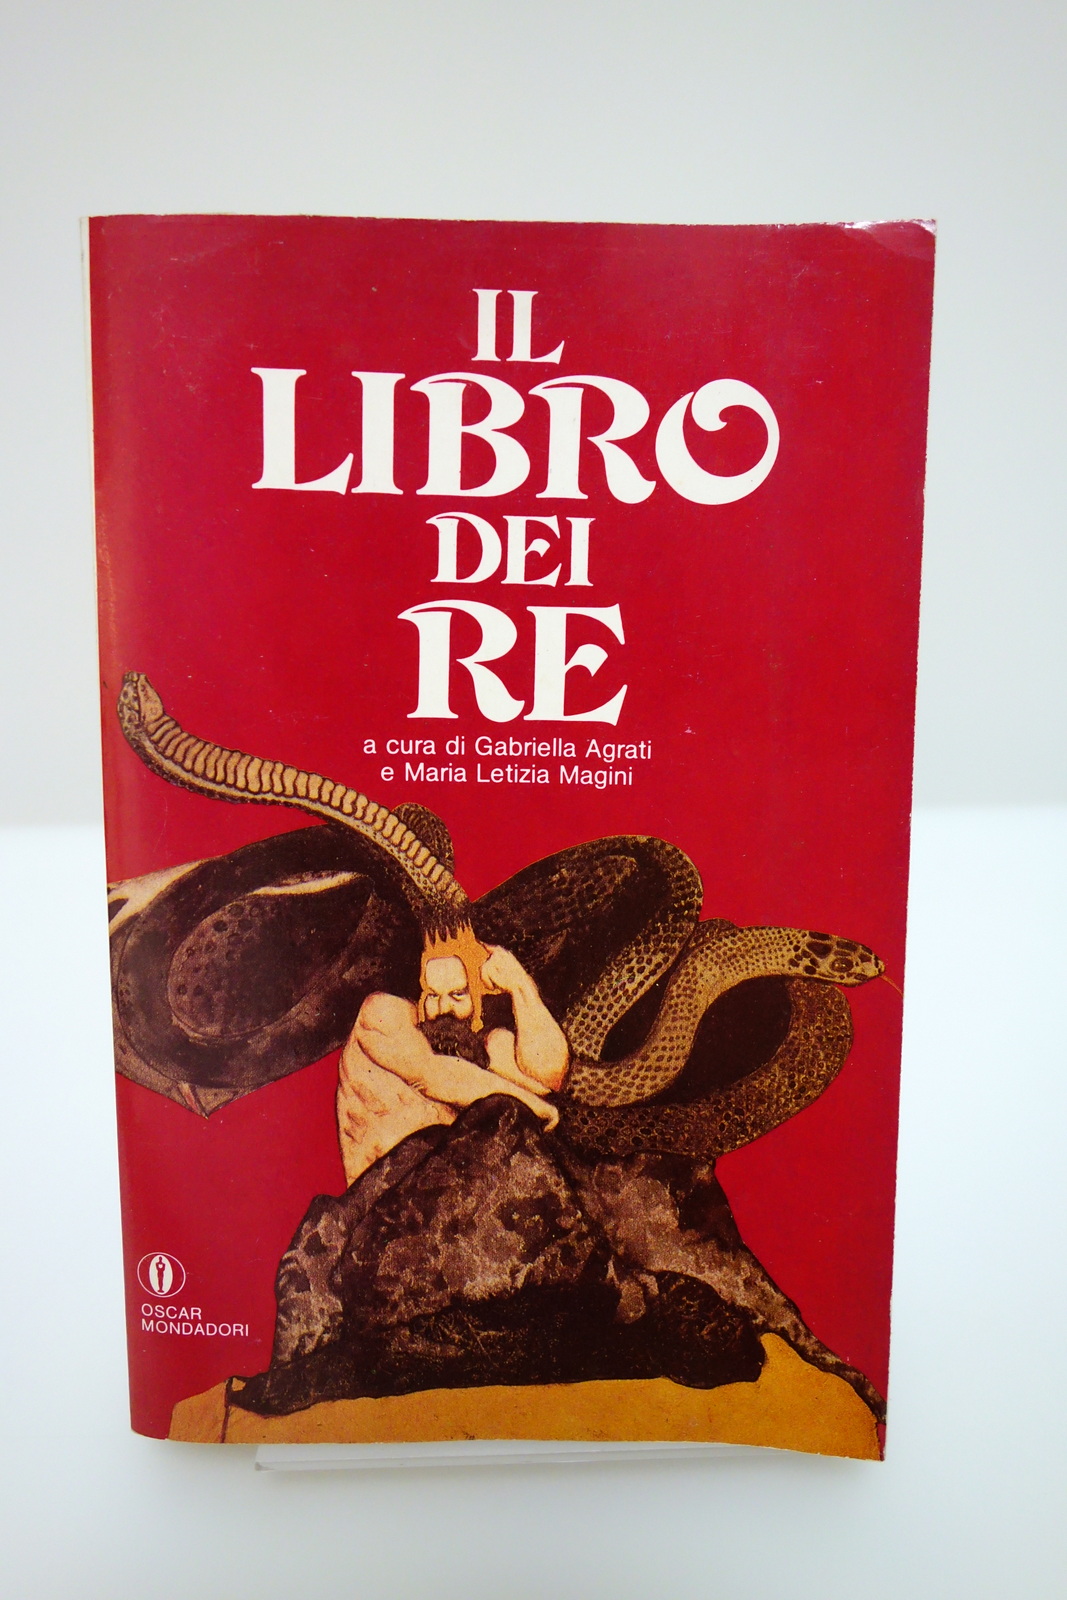 IL
LIBRO
DEI
RE
a cura di Gabriella Agrati
e Maria Letizia Magini
OSCAR
MONDADORI